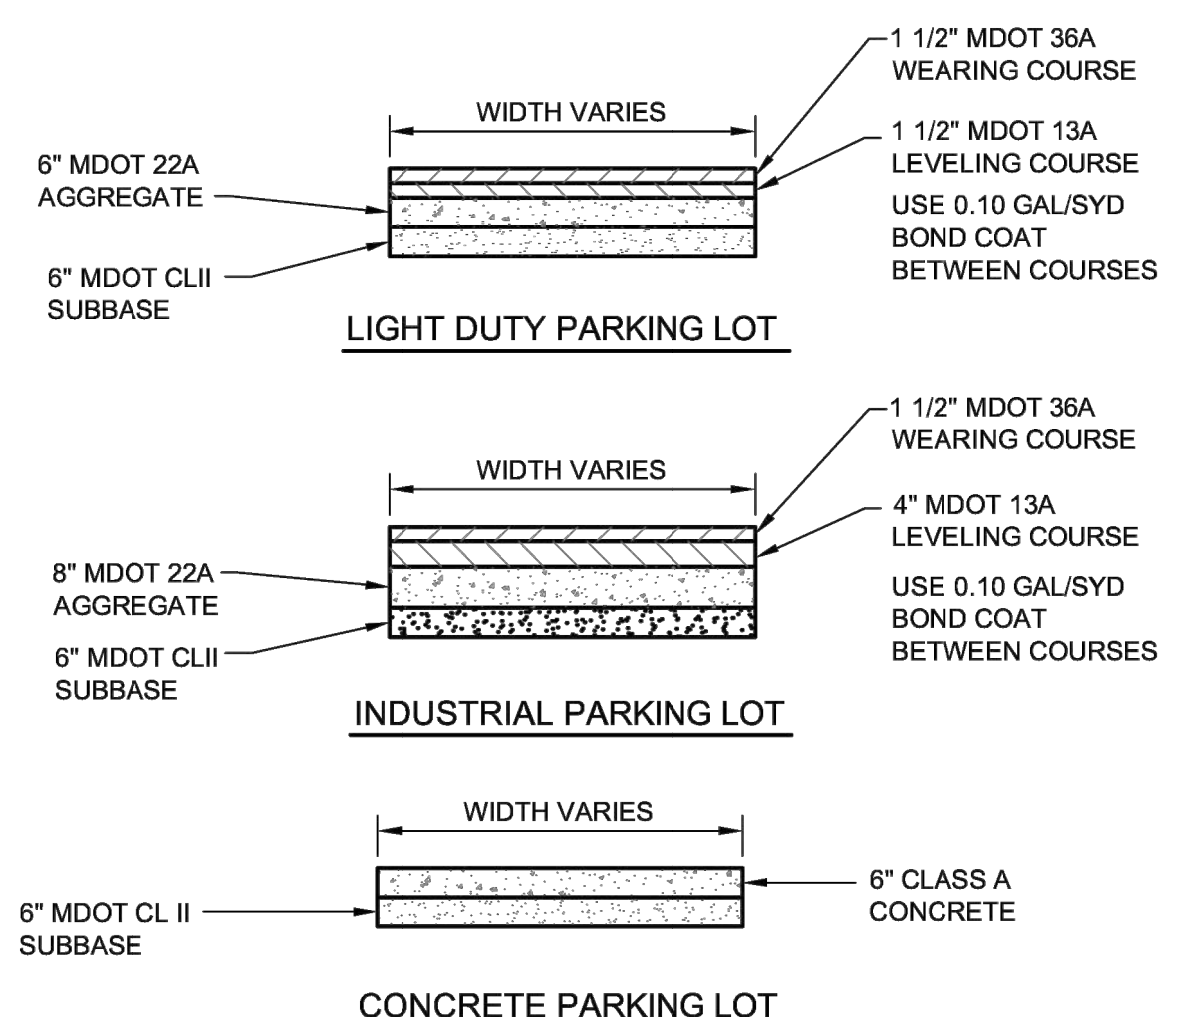 1 1/2" MDOT 36A
WEARING COURSE
WIDTH VARIES
1 1/2" MDOT 13A
LEVELING COURSE
6" MDOT 22A
AGGREGATE
USE 0.10 GAL/SYD
BOND COAT
BETWEEN COURSES
6" MDOT CLII
SUBBASE
LIGHT DUTY PARKING LOT
1 1/2" MDOT 36A
WEARING COURSE
WIDTH VARIES
4" MDOT 13A
LEVELING COURSE
8" MDOT 22A
AGGREGATE
USE 0.10 GAL/SYD
BOND COAT
BETWEEN COURSES
6" MDOT CLII
SUBBASE
INDUSTRIAL PARKING LOT
WIDTH VARIES
6" CLASS A
CONCRETE
6" MDOT CL II
SUBBASE
CONCRETE PARKING LOT